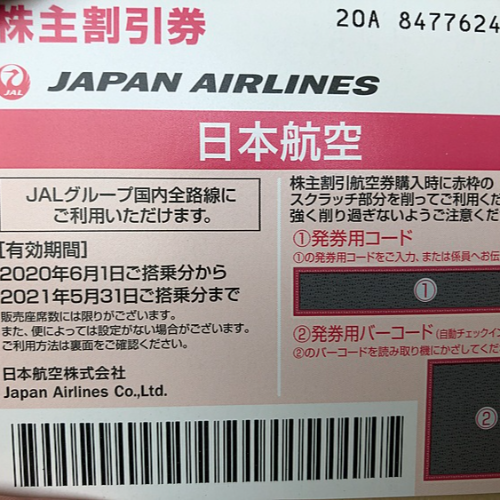 株主割引券
20A 8477624
JAL
JAPAN AIRLINES
日本航空
JALグループ国内全路線に
ご利用いただけます。
[有効期間]
2020年6月1日ご搭乗分から
2021年5月31日ご搭乗分まで
販売座席数には限りがございます。
また、便によっては設定がない場合がございます。
ご利用方法は裏面をご確認ください。
日本航空株式会社
Japan Airlines Co.,Ltd.
株主割引航空券購入時に赤枠の
スクラッチ部分を削ってご利用くだ
強く削り過ぎないようご注意くだ
①発券用コード
①の発券用コードをご入力、または係員へお伝
①
②発券用バーコード(自動チェックイン
②のバーコードを読み取り機にかざしてくだ
②